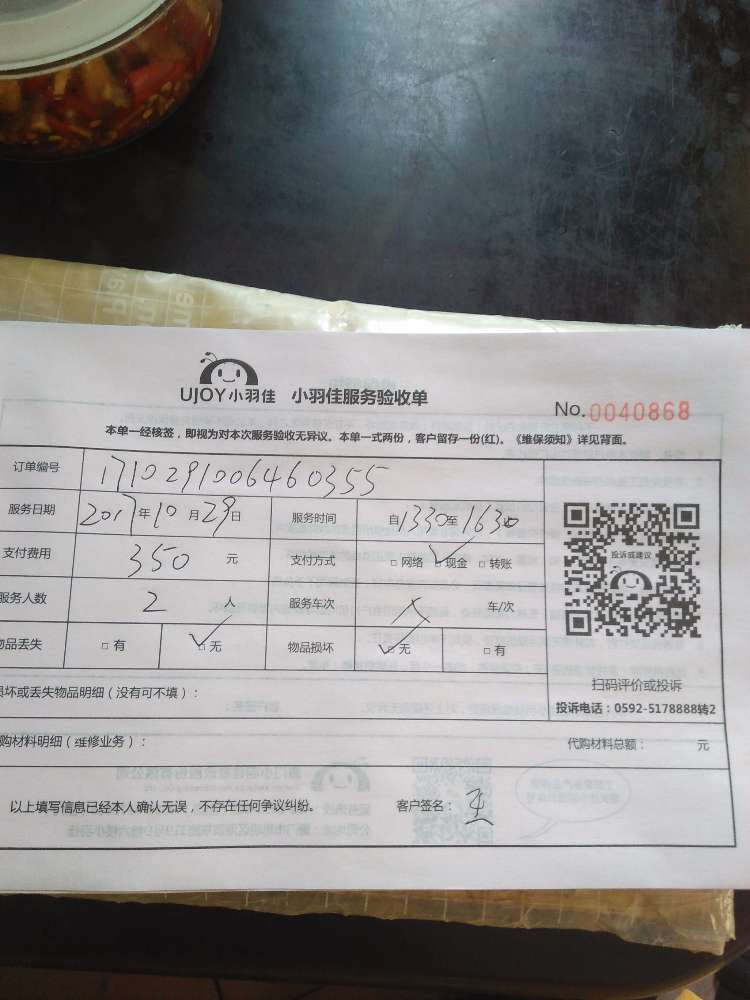 UJOY小羽佳 小羽佳服务验收单 No.0040868
本单一经核签，即视为对本次服务验收无异议。本单一式两份，客户留存一份(红)。《维保须知》详见背面。
订单编号 1710291006460355
服务日期 2017年10月29日 服务时间 自1330至1630
支付费用 350 元 支付方式 □网络 □现金 □转账
服务人数 2 人 服务车次 车/次
物品丢失 □有 □无 物品损坏 □无 □有
投诉或建议
扫码评价或投诉
投诉电话：0592-5178888转2
损坏或丢失物品明细（没有可不填）：
购材料明细（维修业务）： 代购材料总额： 元
以上填写信息已经本人确认无误，不存在任何争议纠纷。 客户签名：